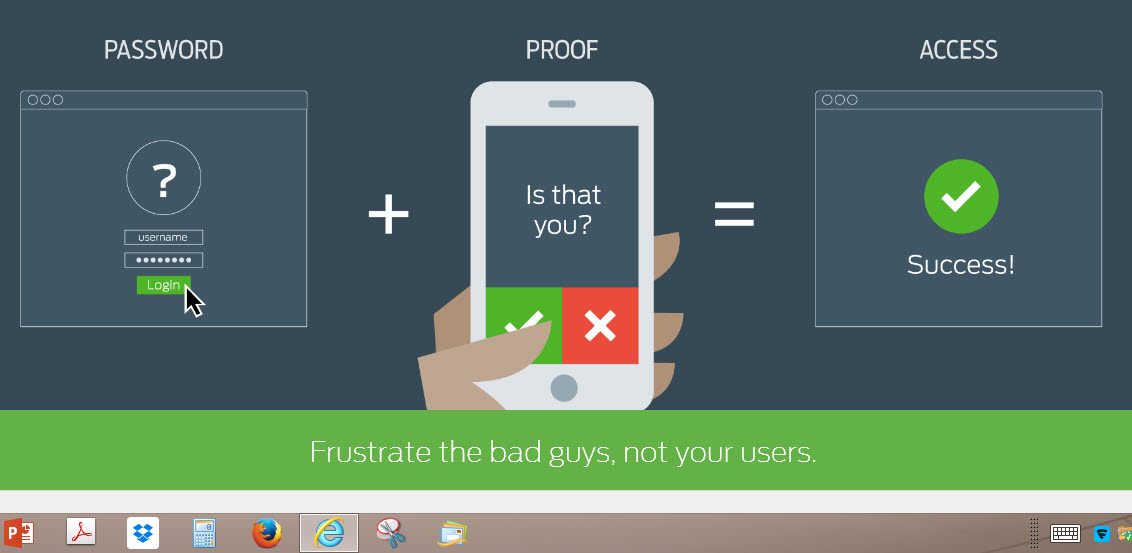 PASSWORD
PROOF
ACCESS
?
username
Login
Is that
you?
Success!
Frustrate the bad guys, not your users.